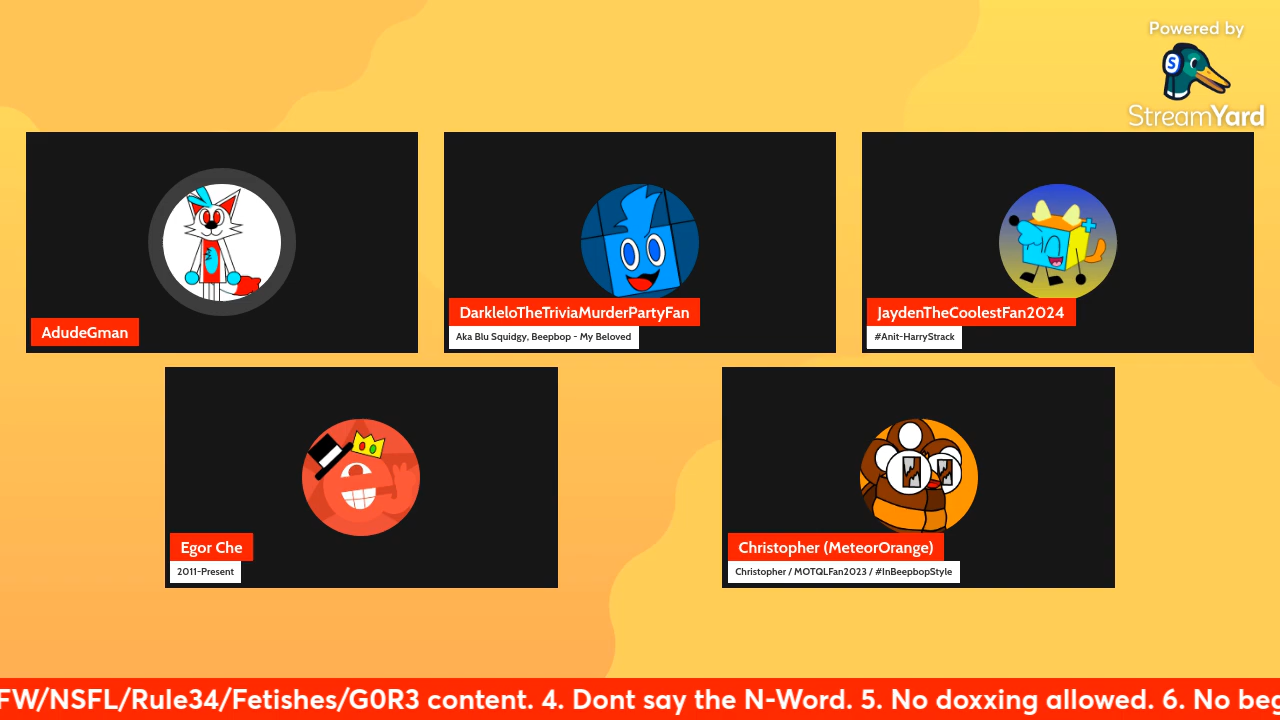 Powered by
S
StreamYard
AdudeGman
DarkleloTheTriviaMurderPartyFan
Aka Blu Squidgy, Beepbop - My Beloved
JaydenTheCoolestFan2024
#Anit-HarryStrack
Egor Che
2011-Present
Christopher (MeteorOrange)
Christopher / MOTQLFan2023 / #InBeepbopStyle
FW/NSFL/Rule34/Fetishes/G0R3 content. 4. Dont say the N-Word. 5. No doxxing allowed. 6. No beg